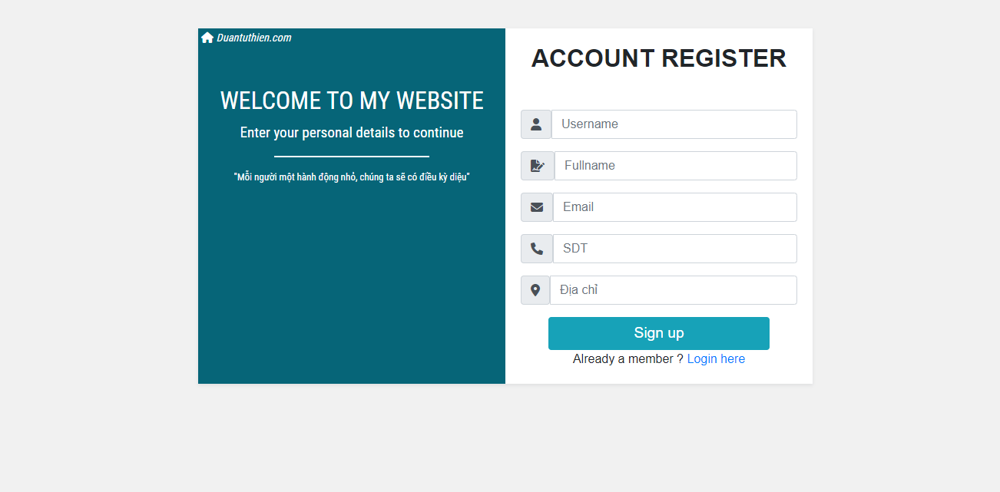 Duantuthien.com
WELCOME TO MY WEBSITE
Enter your personal details to continue
"Mỗi người một hành động nhỏ, chúng ta sẽ có điều kỳ diệu"
ACCOUNT REGISTER
Username
Fullname
Email
SDT
Địa chỉ
Sign up
Already a member ? Login here